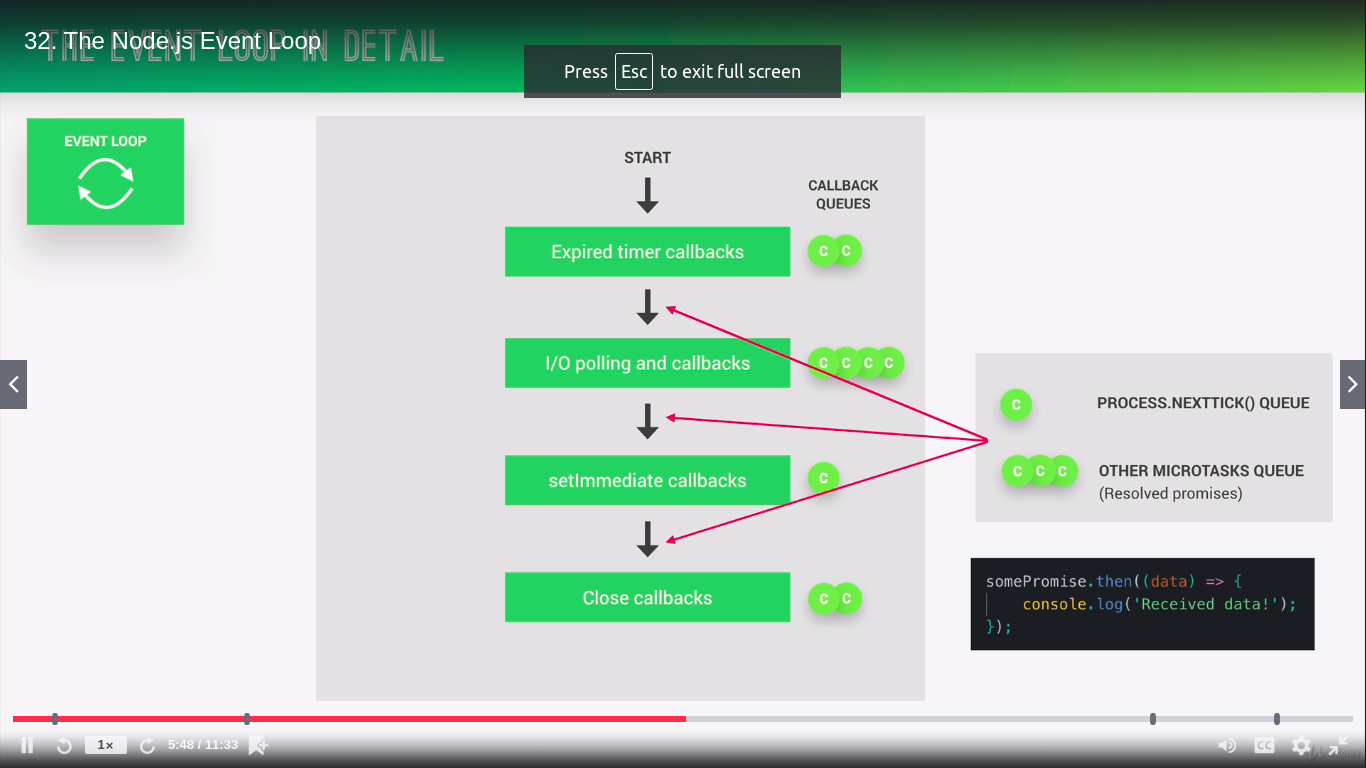 THE EVENT LOOP IN DETAIL
32. The Node.js Event Loop
Press Esc to exit full screen
EVENT LOOP
START
CALLBACK
QUEUES
Expired timer callbacks
C C
I/O polling and callbacks
C C C C
setImmediate callbacks
C
Close callbacks
C C
C
PROCESS.NEXTTICK() QUEUE
C C C
OTHER MICROTASKS QUEUE
(Resolved promises)
somePromise.then((data) => {
console.log('Received data!');
});
1x
5:48 / 11:33
CC